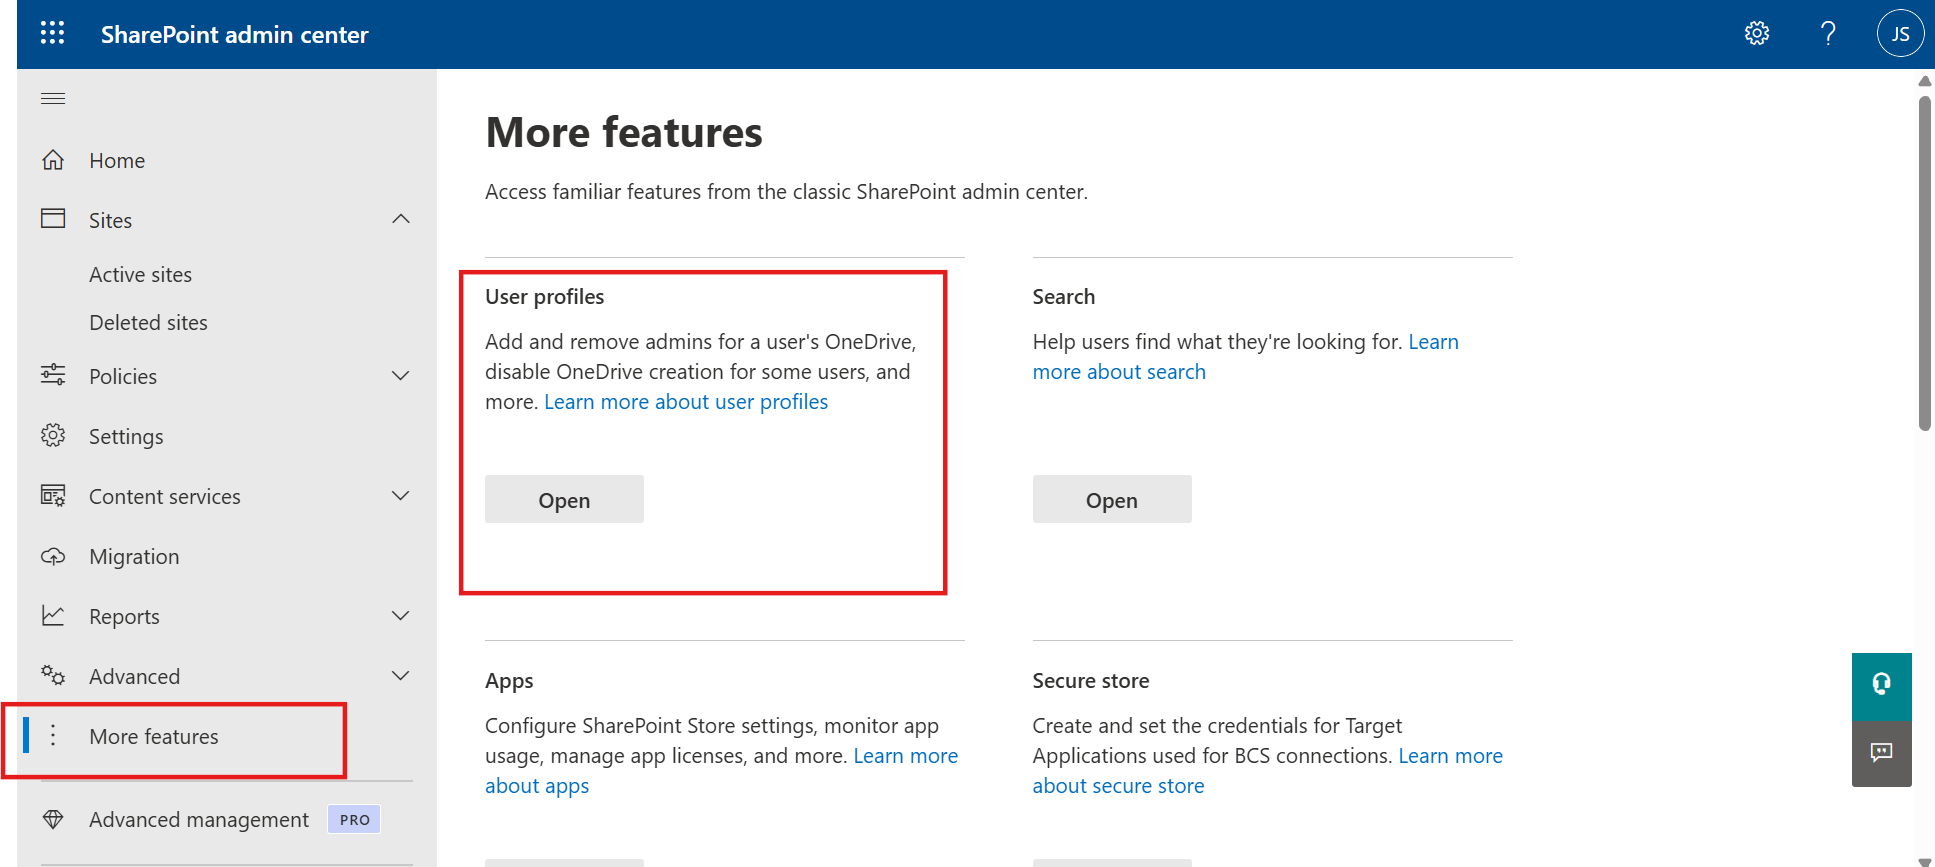 SharePoint admin center
JS
Home
Sites
Active sites
Deleted sites
Policies
Settings
Content services
Migration
Reports
Advanced
More features
Advanced management PRO
More features
Access familiar features from the classic SharePoint admin center.
User profiles
Add and remove admins for a user's OneDrive,
disable OneDrive creation for some users, and
more. Learn more about user profiles
Open
Search
Help users find what they're looking for. Learn
more about search
Open
Apps
Configure SharePoint Store settings, monitor app
usage, manage app licenses, and more. Learn more
about apps
Secure store
Create and set the credentials for Target
Applications used for BCS connections. Learn more
about secure store